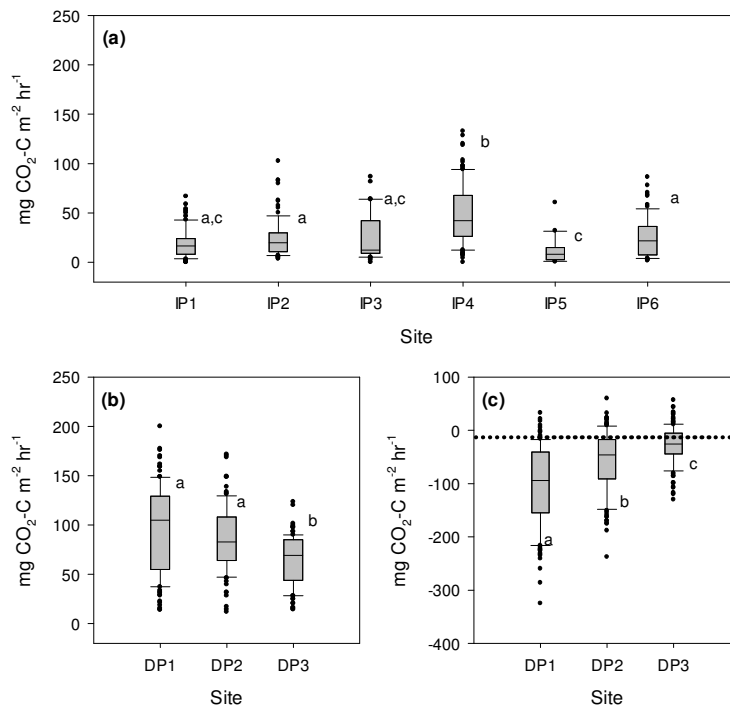 (a)
mg CO₂-C m⁻² hr⁻¹
250
200
150
100
50
0
a,c
a
a,c
b
c
a
IP1 IP2 IP3 IP4 IP5 IP6
Site
(b)
mg CO₂-C m⁻² hr⁻¹
250
200
150
100
50
0
a
a
b
DP1 DP2 DP3
Site
(c)
mg CO₂-C m⁻² hr⁻¹
100
0
-100
-200
-300
-400
a
b
c
DP1 DP2 DP3
Site